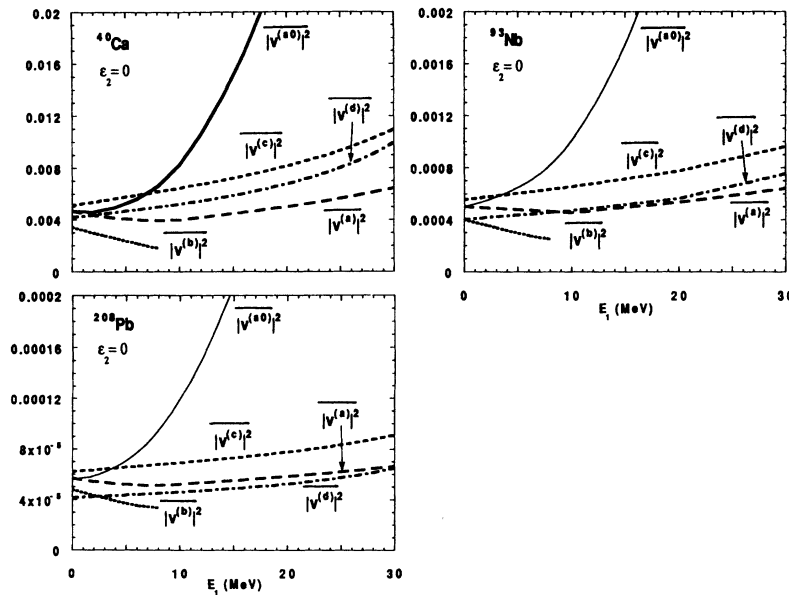 0.02
0.016
0.012
0.008
0.004
0
⁴⁰Ca
ε₂=0
|v⁽ᵃ⁰⁾|²
|v⁽ᵈ⁾|²
|v⁽ᶜ⁾|²
|v⁽ᵃ⁾|²
|v⁽ᵇ⁾|²
0.002
0.0016
0.0012
0.0008
0.0004
0
⁹³Nb
ε₂=0
|v⁽ᵃ⁰⁾|²
|v⁽ᵈ⁾|²
|v⁽ᶜ⁾|²
|v⁽ᵃ⁾|²
|v⁽ᵇ⁾|²
0 10 20 30
E₁ (MeV)
0.0002
0.00016
0.00012
8x10⁻⁵
4x10⁻⁵
0
²⁰⁸Pb
ε₂=0
|v⁽ᵃ⁰⁾|²
|v⁽ᵃ⁾|²
|v⁽ᶜ⁾|²
|v⁽ᵈ⁾|²
|v⁽ᵇ⁾|²
0 10 20 30
E₁ (MeV)